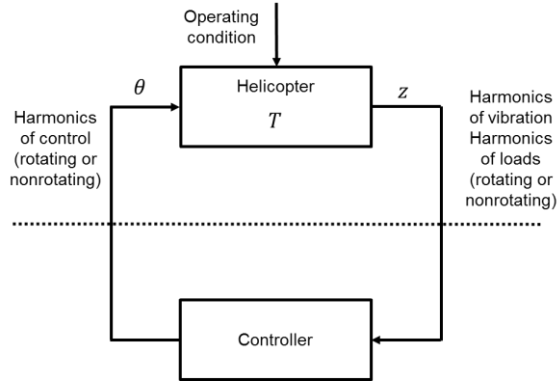 Operating
condition
Helicopter
T
θ
z
Harmonics
of control
(rotating or
nonrotating)
Harmonics
of vibration
Harmonics
of loads
(rotating or
nonrotating)
Controller